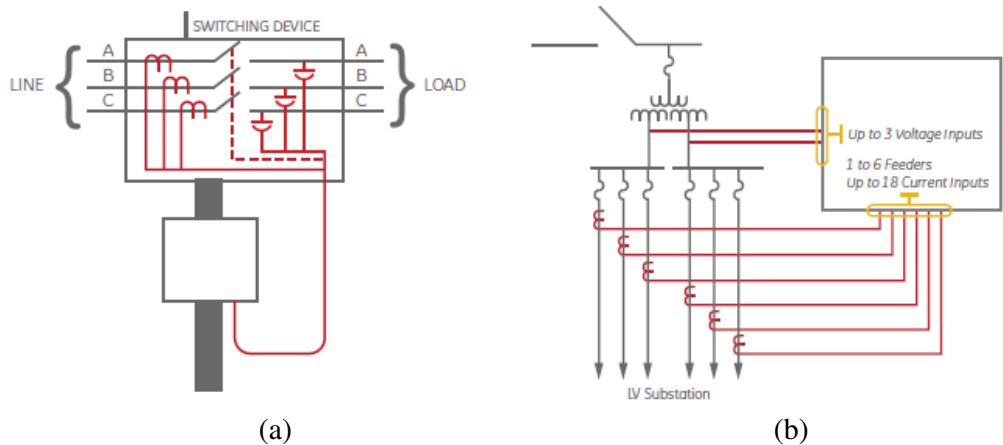 SWITCHING DEVICE
A A
B B
C C
LINE LOAD
Up to 3 Voltage Inputs
1 to 6 Feeders
Up to 18 Current Inputs
LV Substation
(a) (b)